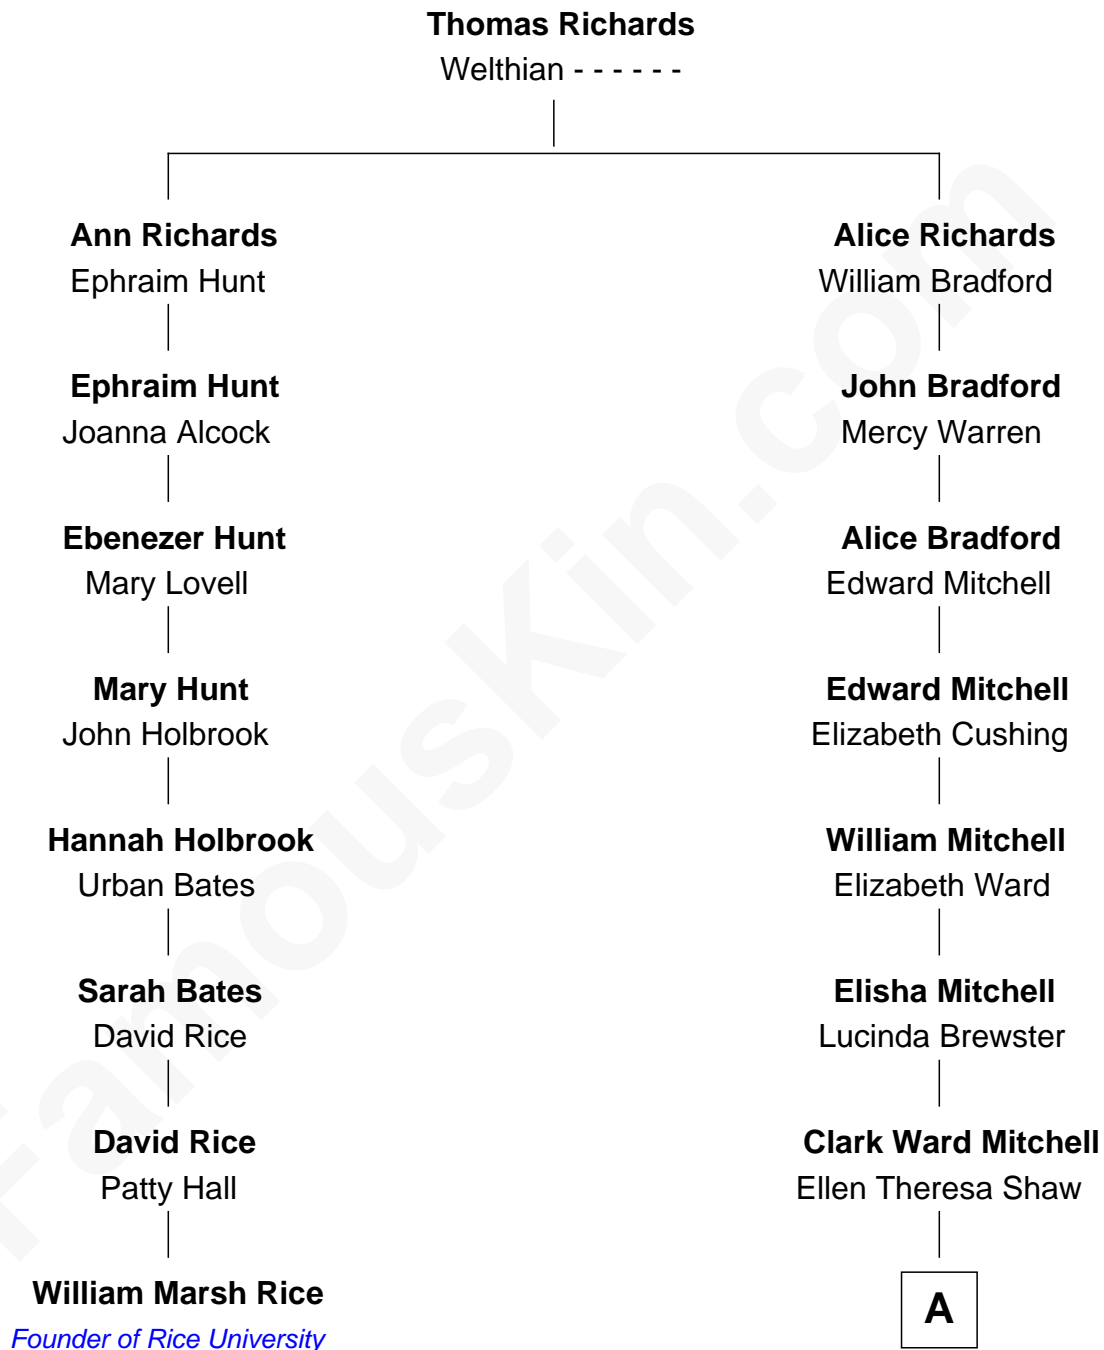 Thomas Richards
Welthian - - - - - -
Ann Richards
Ephraim Hunt
Alice Richards
William Bradford
Ephraim Hunt
Joanna Alcock
John Bradford
Mercy Warren
Ebenezer Hunt
Mary Lovell
Alice Bradford
Edward Mitchell
Mary Hunt
John Holbrook
Edward Mitchell
Elizabeth Cushing
Hannah Holbrook
Urban Bates
William Mitchell
Elizabeth Ward
Sarah Bates
David Rice
Elisha Mitchell
Lucinda Brewster
David Rice
Patty Hall
Clark Ward Mitchell
Ellen Theresa Shaw
William Marsh Rice
Founder of Rice University
A
FamousKin.com